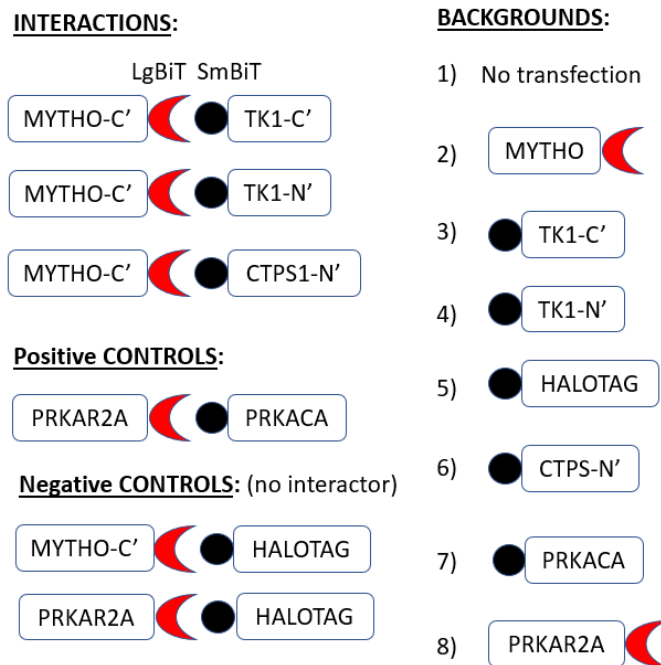 INTERACTIONS:
LgBiT SmBiT
MYTHO-C’ TK1-C’
MYTHO-C’ TK1-N’
MYTHO-C’ CTPS1-N’
Positive CONTROLS:
PRKAR2A PRKACA
Negative CONTROLS: (no interactor)
MYTHO-C’ HALOTAG
PRKAR2A HALOTAG
BACKGROUNDS:
1) No transfection
2) MYTHO
3) TK1-C’
4) TK1-N’
5) HALOTAG
6) CTPS-N’
7) PRKACA
8) PRKAR2A